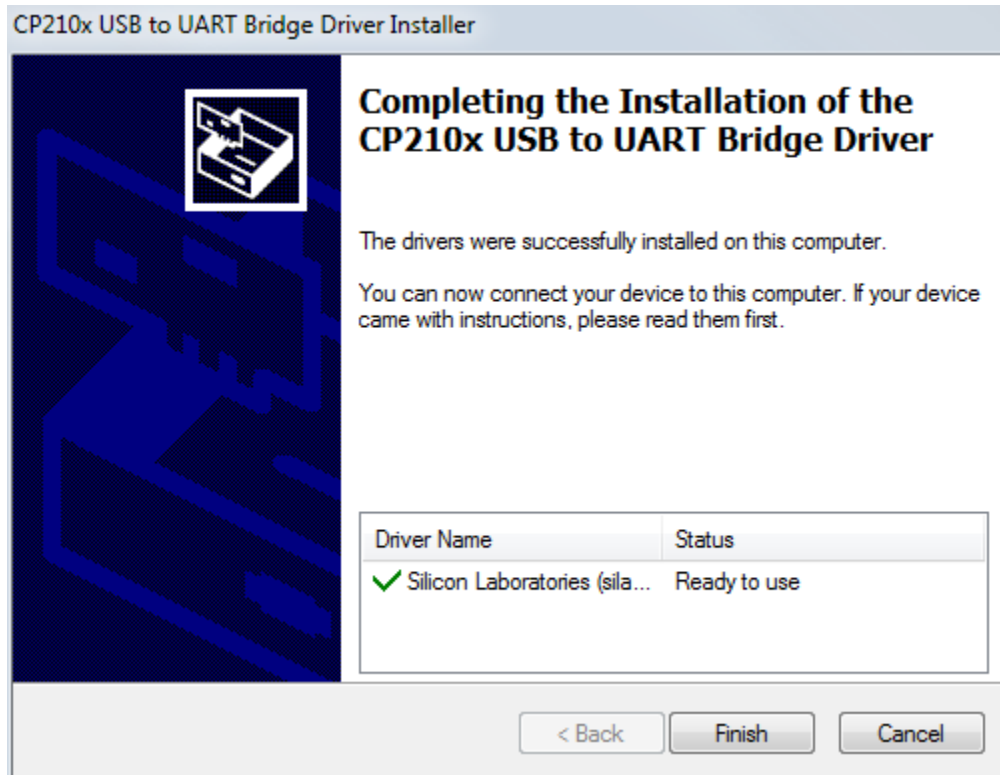 CP210x USB to UART Bridge Driver Installer
Completing the Installation of the
CP210x USB to UART Bridge Driver
The drivers were successfully installed on this computer.
You can now connect your device to this computer. If your device
came with instructions, please read them first.
Driver Name Status
Silicon Laboratories (sila... Ready to use
< Back Finish Cancel